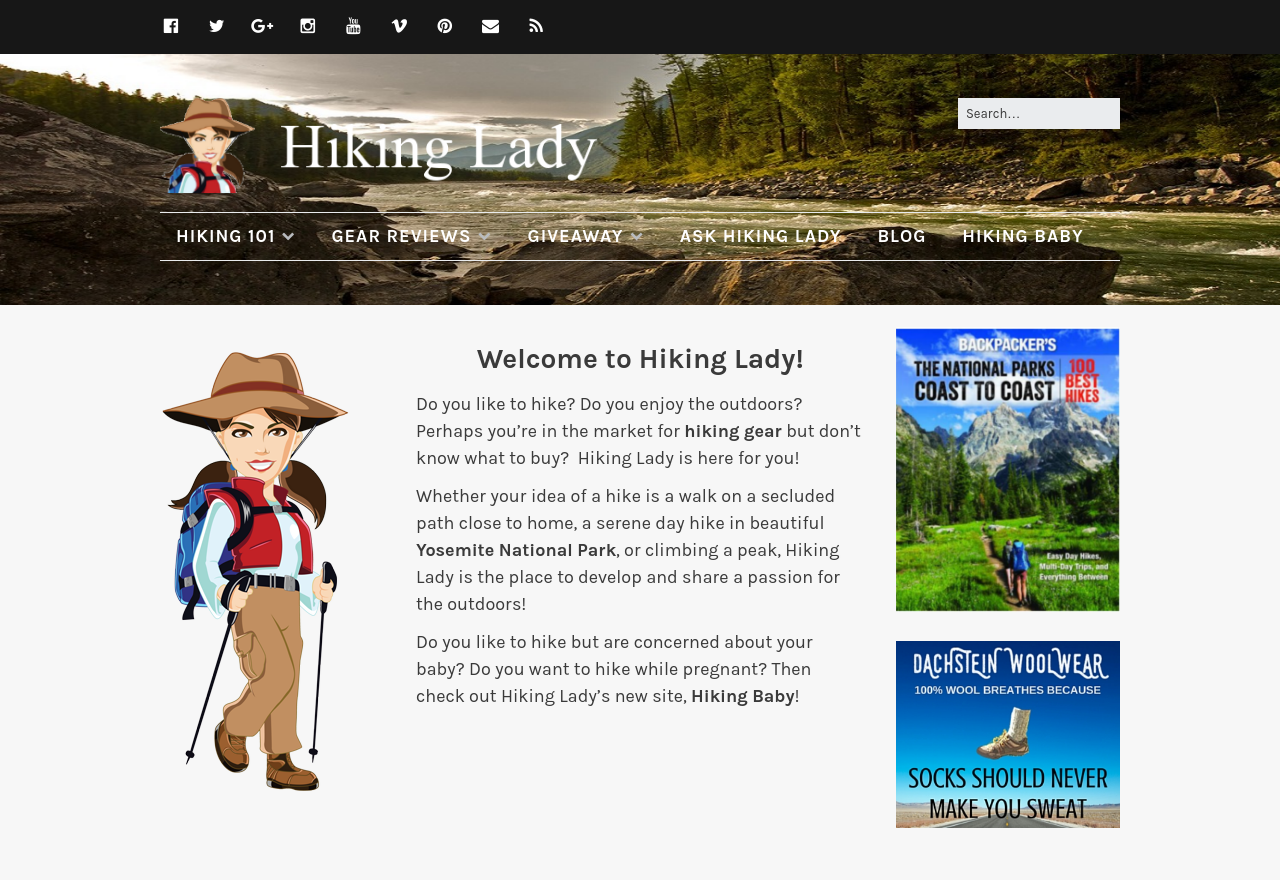 Search...
Hiking Lady
HIKING 101 GEAR REVIEWS GIVEAWAY ASK HIKING LADY BLOG HIKING BABY
Welcome to Hiking Lady!
Do you like to hike? Do you enjoy the outdoors?
Perhaps you’re in the market for hiking gear but don’t
know what to buy?  Hiking Lady is here for you!
Whether your idea of a hike is a walk on a secluded
path close to home, a serene day hike in beautiful
Yosemite National Park, or climbing a peak, Hiking
Lady is the place to develop and share a passion for
the outdoors!
Do you like to hike but are concerned about your
baby? Do you want to hike while pregnant? Then
check out Hiking Lady’s new site, Hiking Baby!
BACKPACKER'S
THE NATIONAL PARKS
COAST TO COAST
100
BEST
HIKES
Easy Day Hikes,
Multi-Day Trips, and
Everything Between
DACHSTEIN WOOLWEAR
100% WOOL BREATHES BECAUSE
SOCKS SHOULD NEVER
MAKE YOU SWEAT